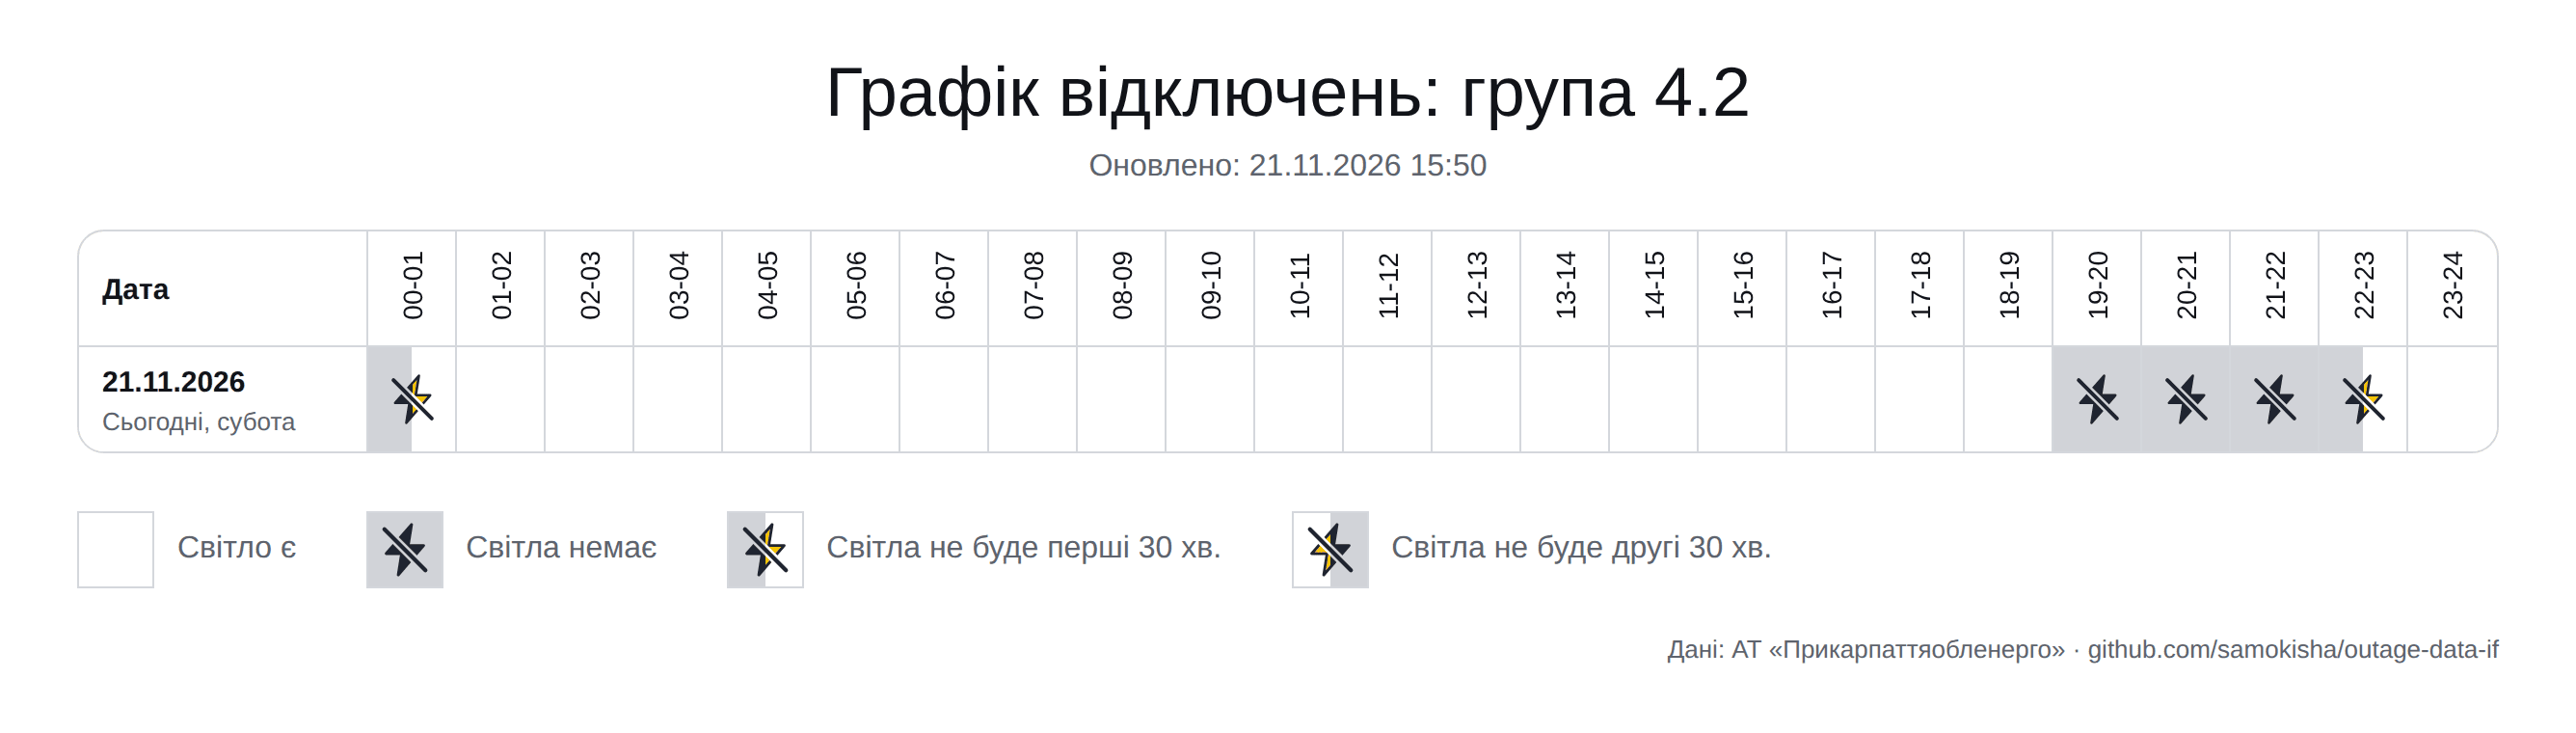 Графік відключень: група 4.2
Оновлено: 21.11.2026 15:50
Дата 00-01 01-02 02-03 03-04 04-05 05-06 06-07 07-08 08-09 09-10 10-11 11-12 12-13 13-14 14-15 15-16 16-17 17-18 18-19 19-20 20-21 21-22 22-23 23-24
21.11.2026
Сьогодні, субота
Світло є Світла немає Світла не буде перші 30 хв. Світла не буде другі 30 хв.
Дані: АТ «Прикарпаттяобленерго» · github.com/samokisha/outage-data-if